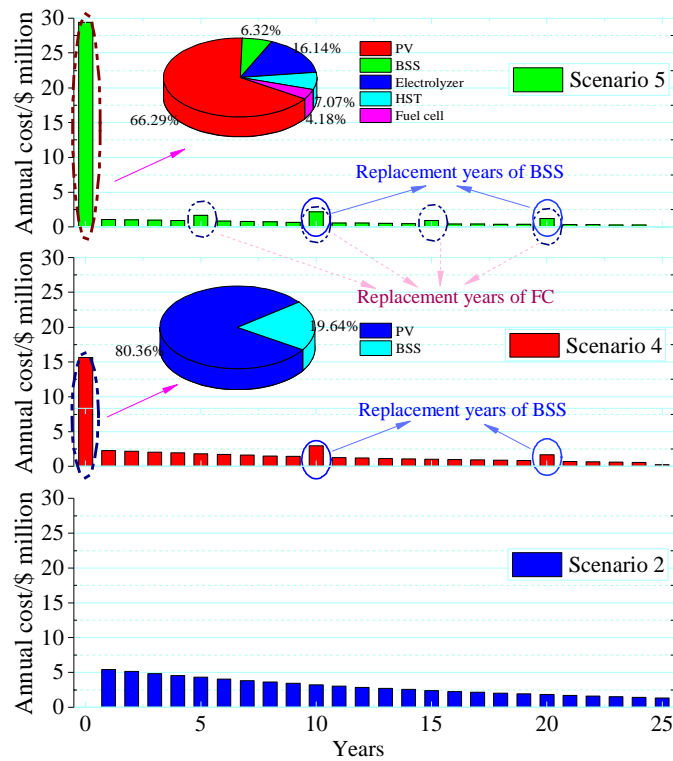 30
25
20
15
10
5
0
Annual cost/$ million
6.32%
16.14%
7.07%
4.18%
66.29%
PV
BSS
Electrolyzer
HST
Fuel cell
Scenario 5
Replacement years of BSS
Replacement years of FC
30
25
20
15
10
5
0
Annual cost/$ million
19.64%
80.36%
PV
BSS
Scenario 4
Replacement years of BSS
30
25
20
15
10
5
0
Annual cost/$ million
Scenario 2
0 5 10 15 20 25
Years